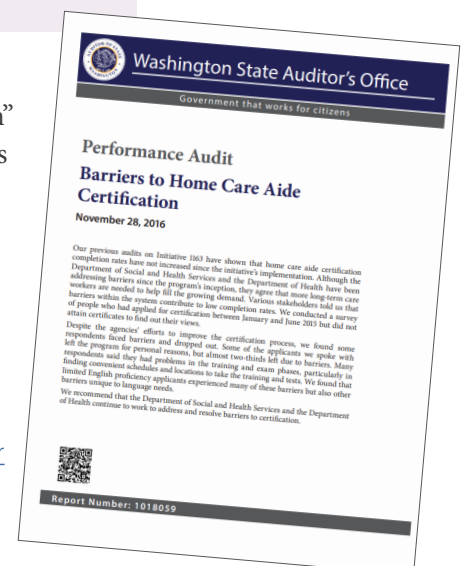 n”
s
r
AUDITOR OF STATE
WASHINGTON
Washington State Auditor’s Office
Government that works for citizens
Performance Audit
Barriers to Home Care Aide
Certification
November 28, 2016
Our previous audits on Initiative 1163 have shown that home care aide certification
completion rates have not increased since the initiative’s implementation. Although the
Department of Social and Health Services and the Department of Health have been
addressing barriers since the program’s inception, they agree that more long-term care
workers are needed to help fill the growing demand. Various stakeholders told us that
barriers within the system contribute to low completion rates. We conducted a survey
of people who had applied for certification between January and June 2015 but did not
attain certificates to find out their views.
Despite the agencies’ efforts to improve the certification process, we found some
respondents faced barriers and dropped out. Some of the applicants we spoke with
left the program for personal reasons, but almost two-thirds left due to barriers. Many
respondents said they had problems in the training and exam phases, particularly in
finding convenient schedules and locations to take the training and tests. We found that
limited English proficiency applicants experienced many of these barriers but also other
barriers unique to language needs.
We recommend that the Department of Social and Health Services and the Department
of Health continue to work to address and resolve barriers to certification.
Report Number: 1018059